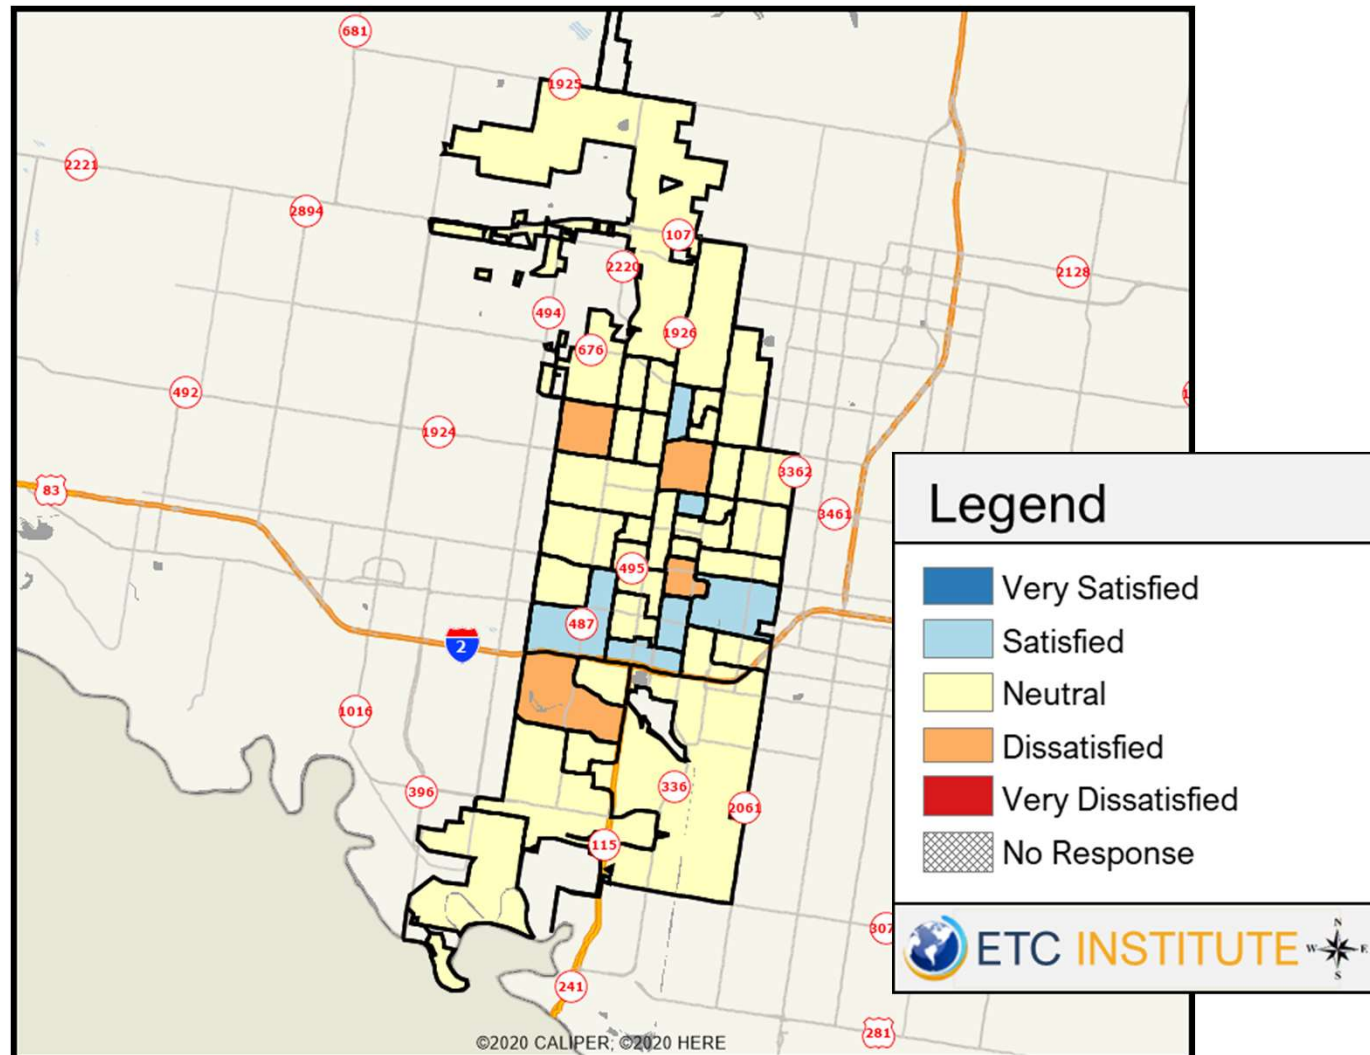 681
1925
2221
2894
107
2220
2128
494
1926
676
492
1924
3362
83
3461
495
487
2
1016
336
396
2061
115
307
241
281
Legend
Very Satisfied
Satisfied
Neutral
Dissatisfied
Very Dissatisfied
No Response
ETC INSTITUTE
N
W E
S
©2020 CALIPER; ©2020 HERE